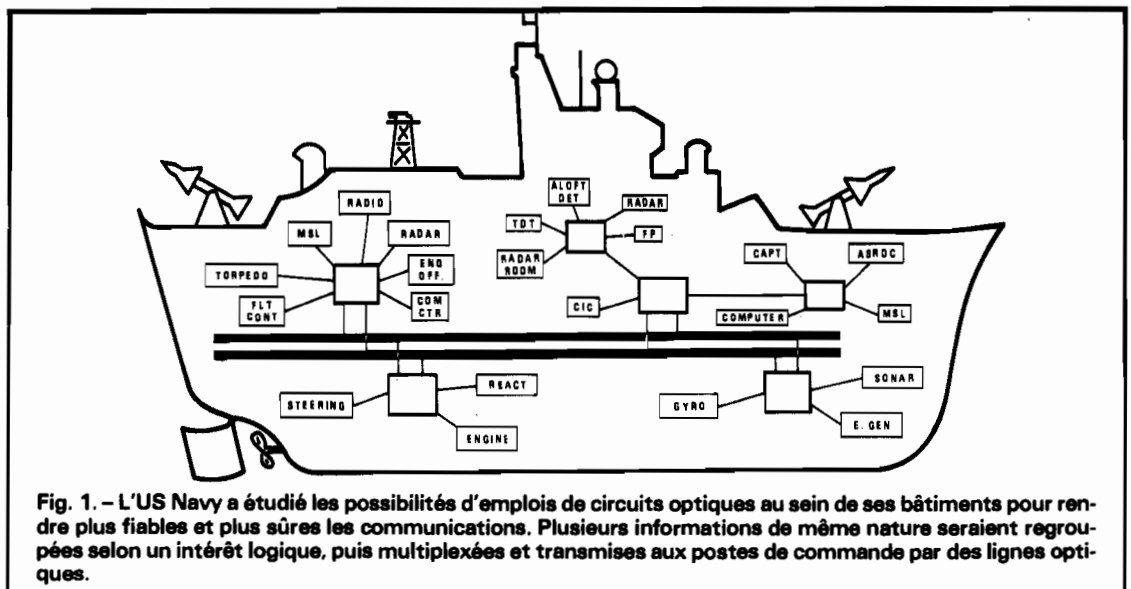 RADIO
MSL
RADAR
TORPEDO
ENG
OFF.
FLT
CONT
COM
CTR
ALOFT
DET
RADAR
TDT
FP
RADAR
ROOM
CIC
CAPT
ABRDC
COMPUTER
MSL
STEERING
REACT
ENGINE
GYRO
SONAR
E. GEN
Fig. 1. – L'US Navy a étudié les possibilités d'emplois de circuits optiques au sein de ses bâtiments pour ren-
dre plus fiables et plus sûres les communications. Plusieurs informations de même nature seraient regrou-
pées selon un intérêt logique, puis multiplexées et transmises aux postes de commande par des lignes opti-
ques.